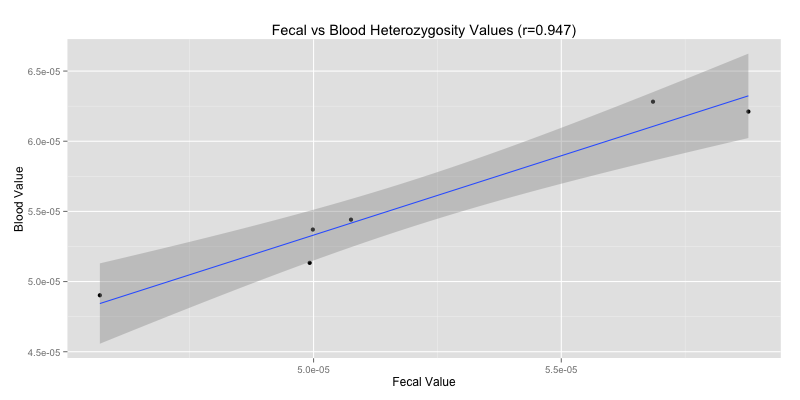 Fecal vs Blood Heterozygosity Values (r=0.947)
6.5e-05
6.0e-05
5.5e-05
5.0e-05
4.5e-05
Blood Value
5.0e-05 5.5e-05
Fecal Value